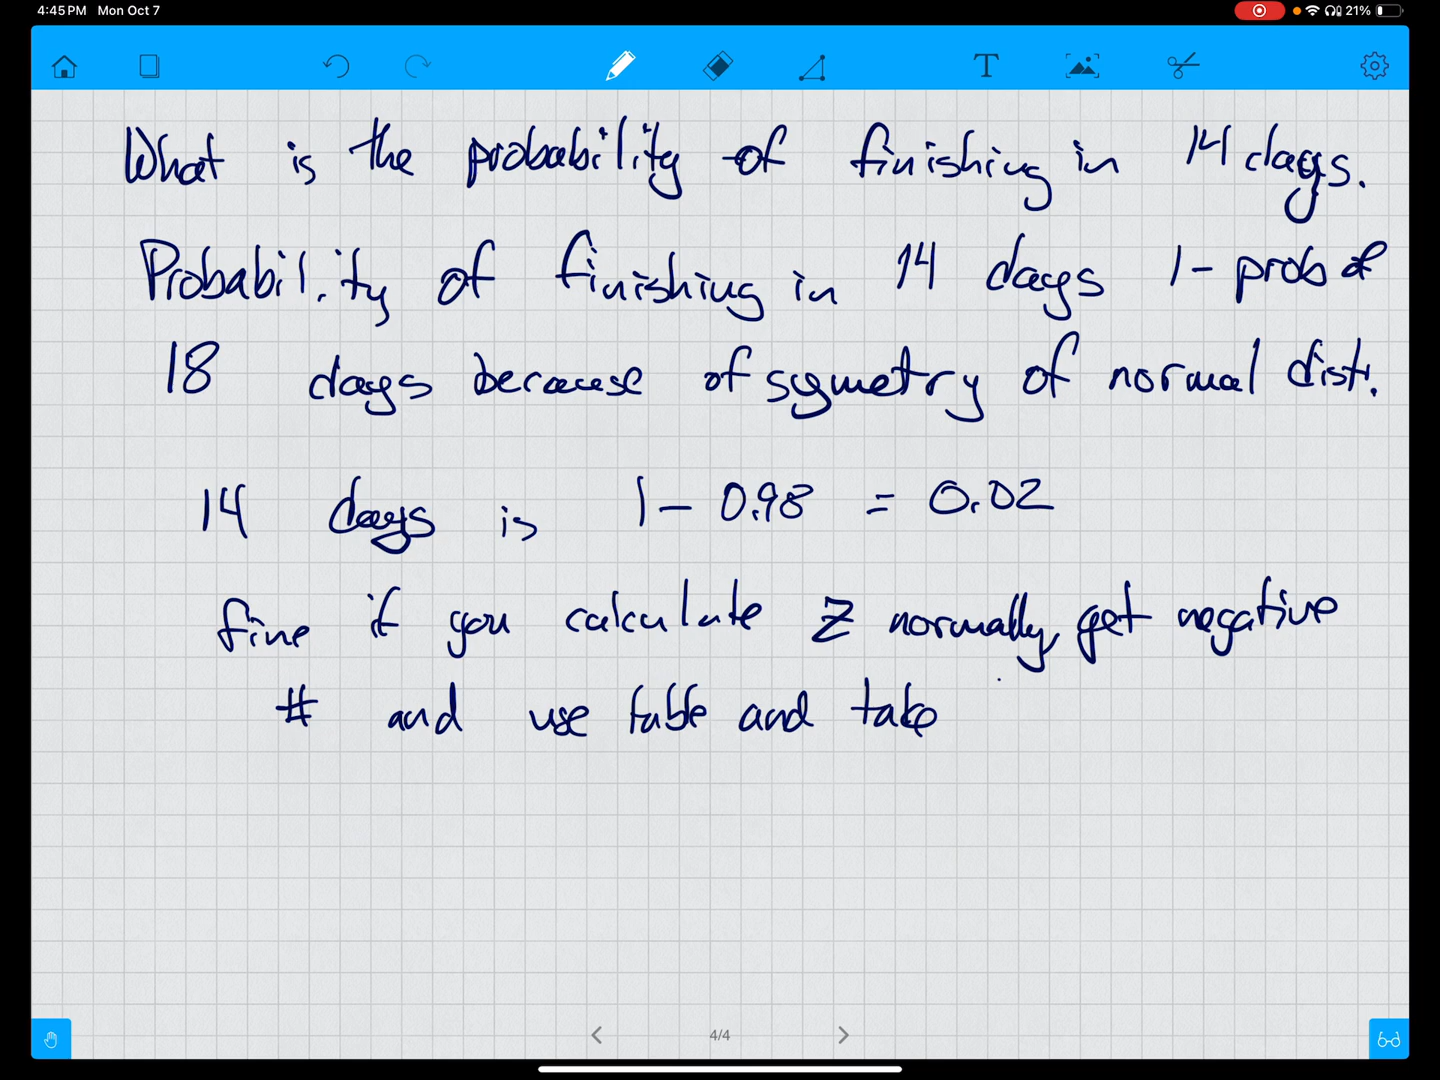 4:45 PM Mon Oct 7 21%
T
What is the probability of finishing in 14 days.
Probability of finishing in 14 days 1 - prob of
18 days because of symetry of normal distr.
14 days is 1 - 0.98 = 0.02
fine if you calculate Z normally, get negative
# and use table and take
4/4